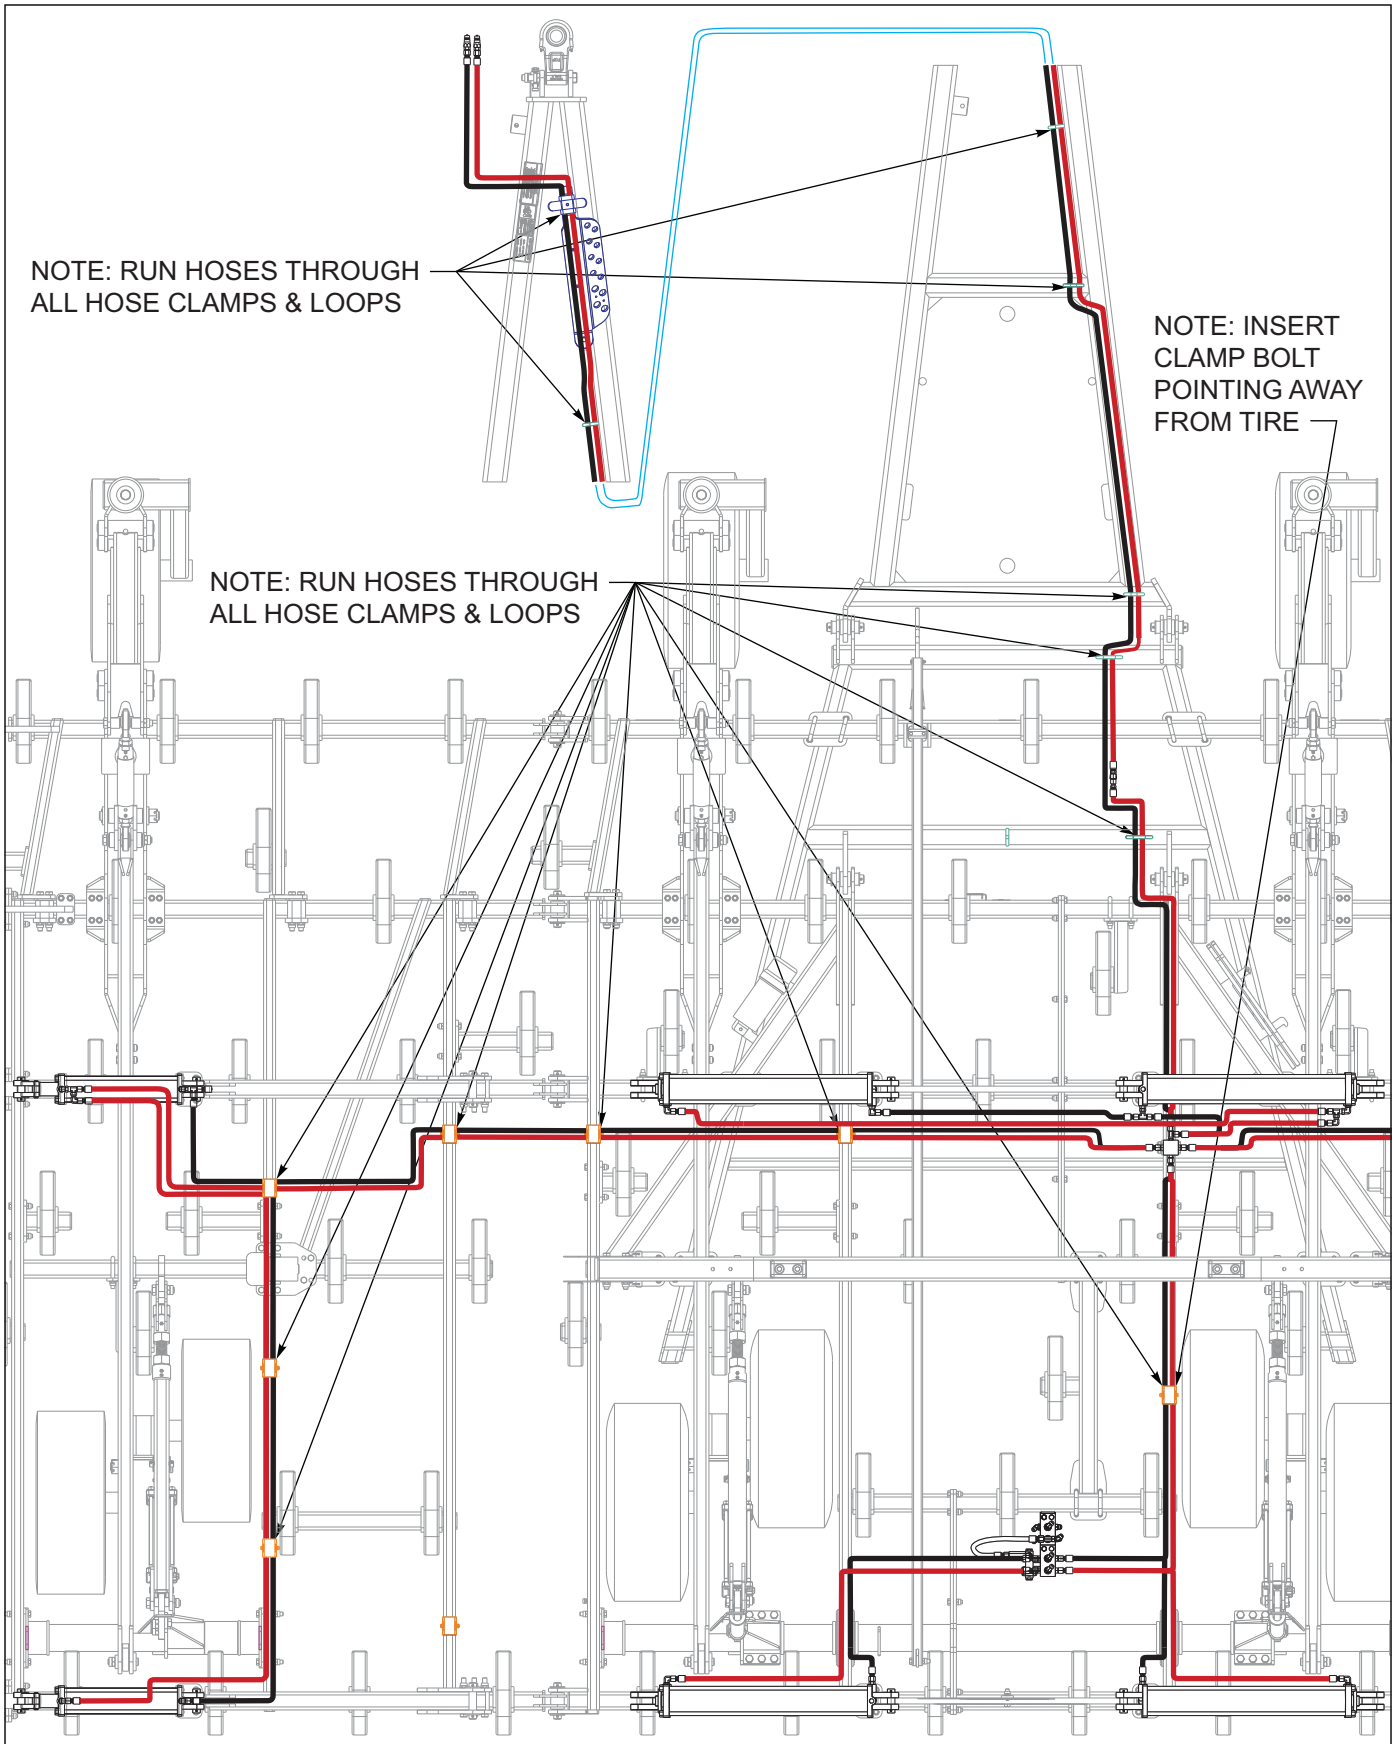 NOTE: RUN HOSES THROUGH
ALL HOSE CLAMPS & LOOPS
NOTE: INSERT
CLAMP BOLT
POINTING AWAY
FROM TIRE
NOTE: RUN HOSES THROUGH
ALL HOSE CLAMPS & LOOPS